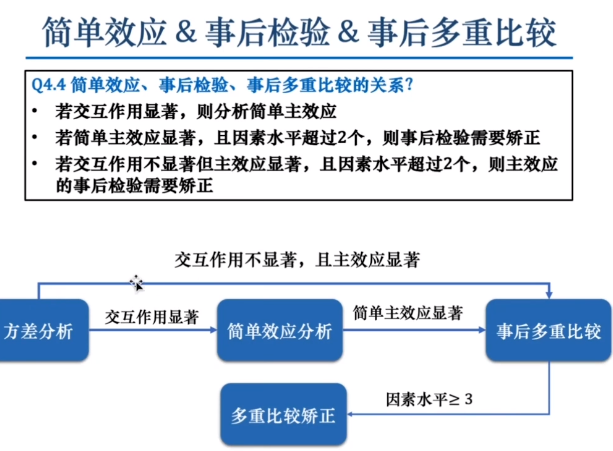 简单效应 & 事后检验 & 事后多重比较
Q4.4 简单效应、事后检验、事后多重比较的关系？
• 若交互作用显著，则分析简单主效应
• 若简单主效应显著，且因素水平超过2个，则事后检验需要矫正
• 若交互作用不显著但主效应显著，且因素水平超过2个，则主效应
的事后检验需要矫正
交互作用不显著，且主效应显著
方差分析
交互作用显著
简单效应分析
简单主效应显著
事后多重比较
因素水平≥ 3
多重比较矫正